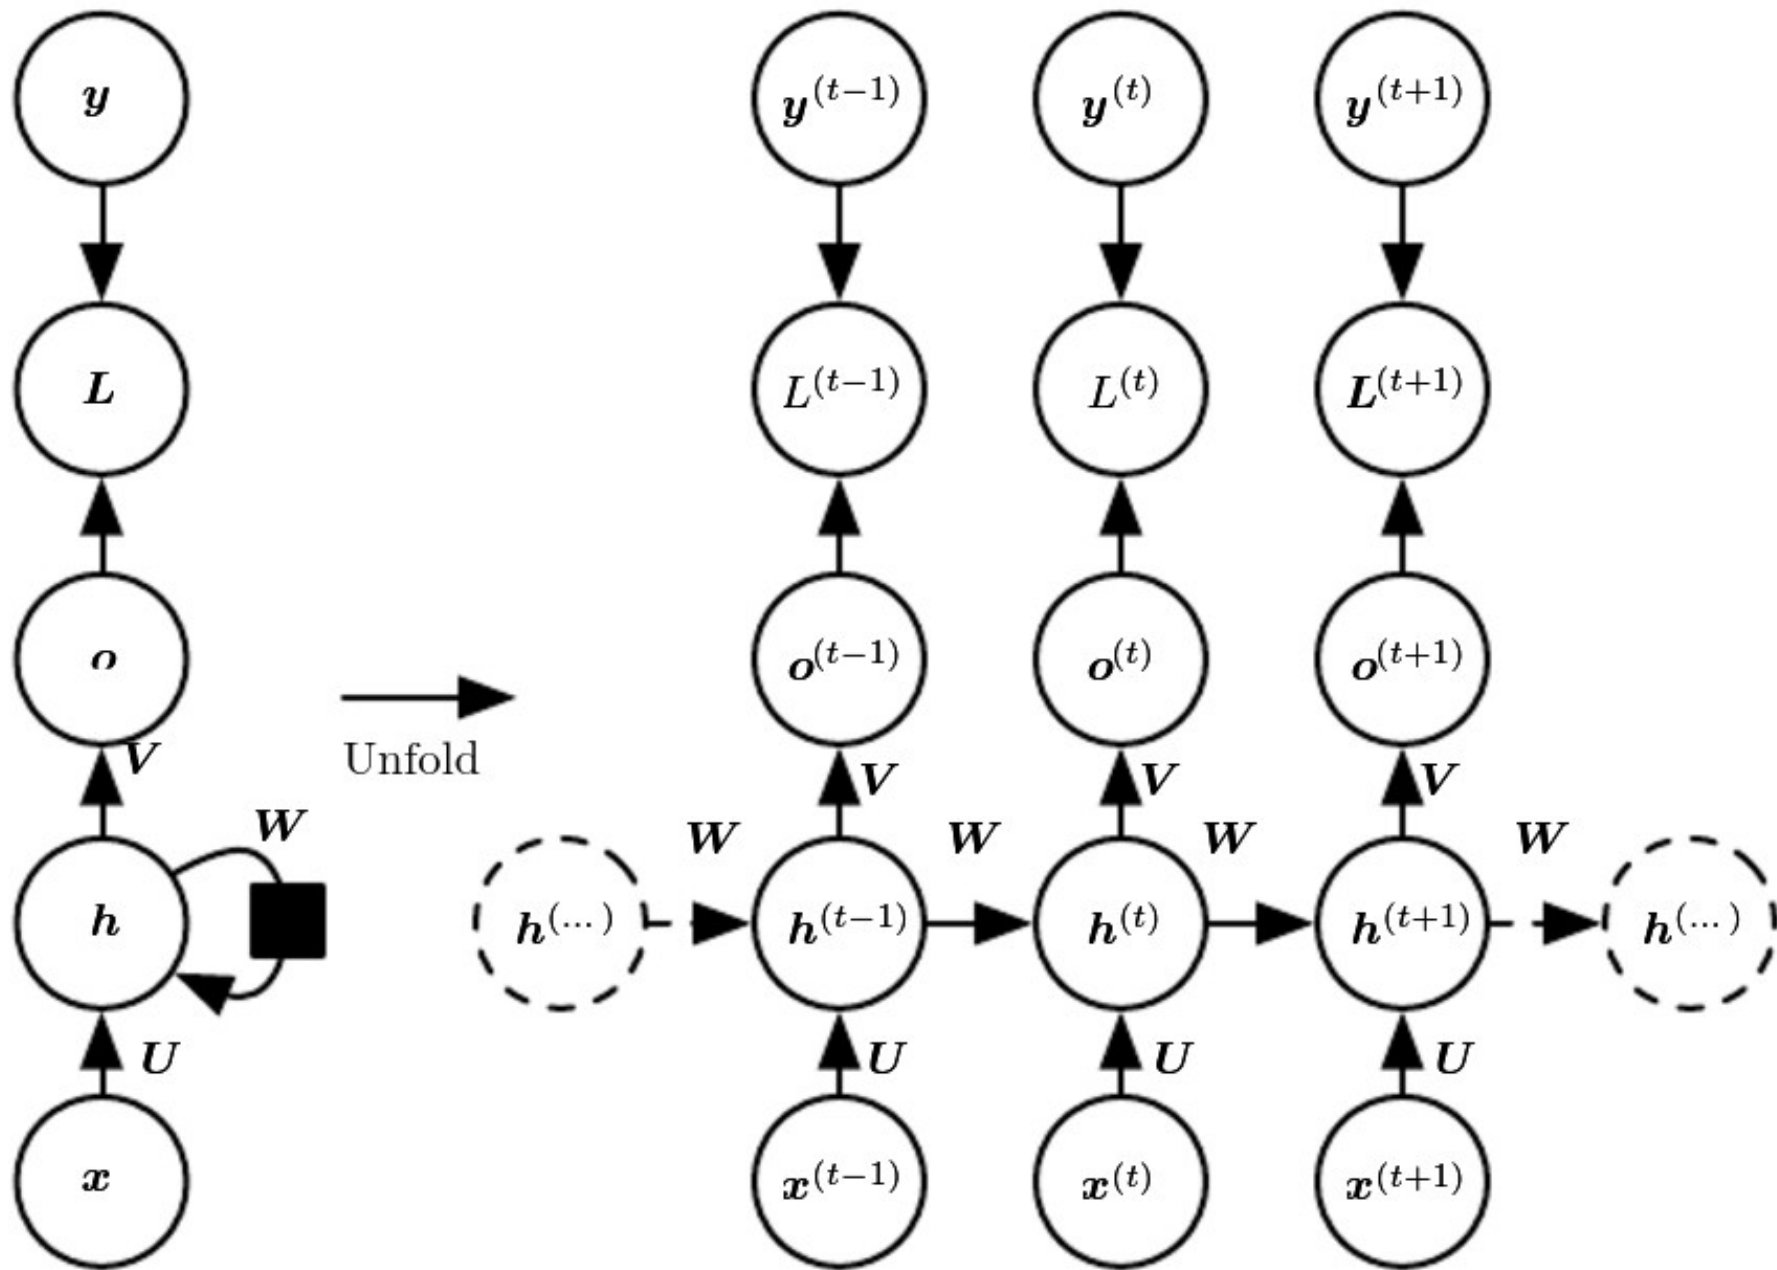 y y^(t−1) y^(t) y^(t+1)
L L^(t−1) L^(t) L^(t+1)
o o^(t−1) o^(t) o^(t+1)
Unfold
V V V V
W W W W W
h h^(...) h^(t−1) h^(t) h^(t+1) h^(...)
U U U U
x x^(t−1) x^(t) x^(t+1)